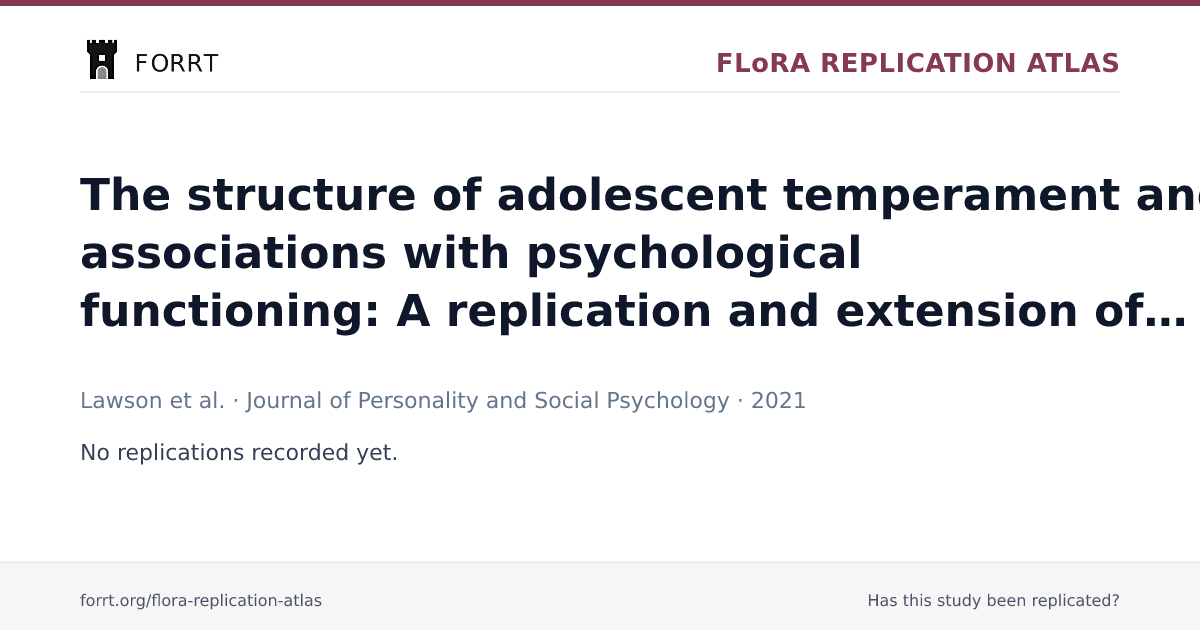 FORRT
FLoRA REPLICATION ATLAS
The structure of adolescent temperament
associations with psychological
functioning: A replication and extension of…
Lawson et al. · Journal of Personality and Social Psychology · 2021
No replications recorded yet.
forrt.org/flora-replication-atlas
Has this study been replicated?